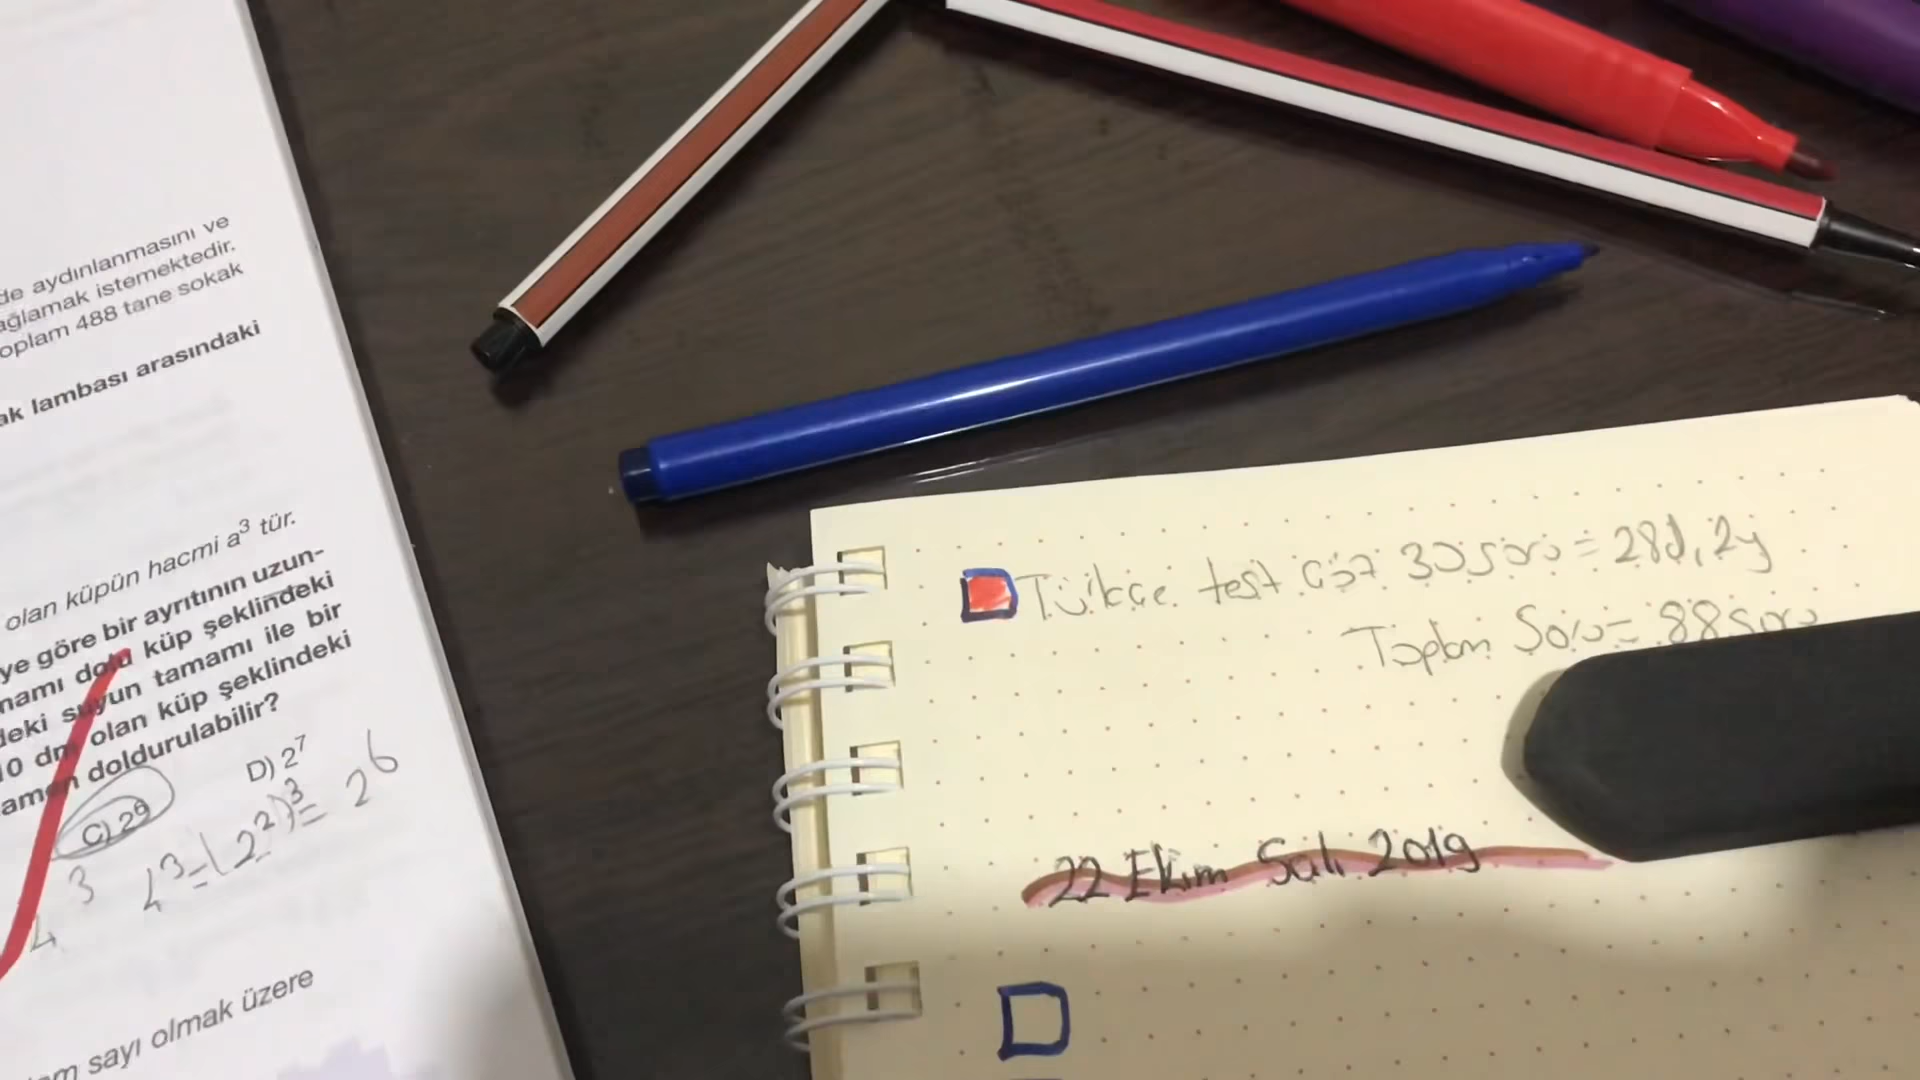 de aydınlanmasını ve
ağlamak istemektedir.
oplam 488 tane sokak
ak lambası arasındaki
olan küpün hacmi a³ tür.
ye göre bir ayrıtının uzun-
namı dolu küp şeklindeki
deki suyun tamamı ile bir
10 dm olan küp şeklindeki
amen doldurulabilir?
D) 2⁷
C) 2⁶
4³=(2²)³= 2⁶
4³
sayı olmak üzere
Türkçe test çöz 30 soru = 28d, 2y
Toplam Soru= 88 soru
22 Ekim Salı 2019